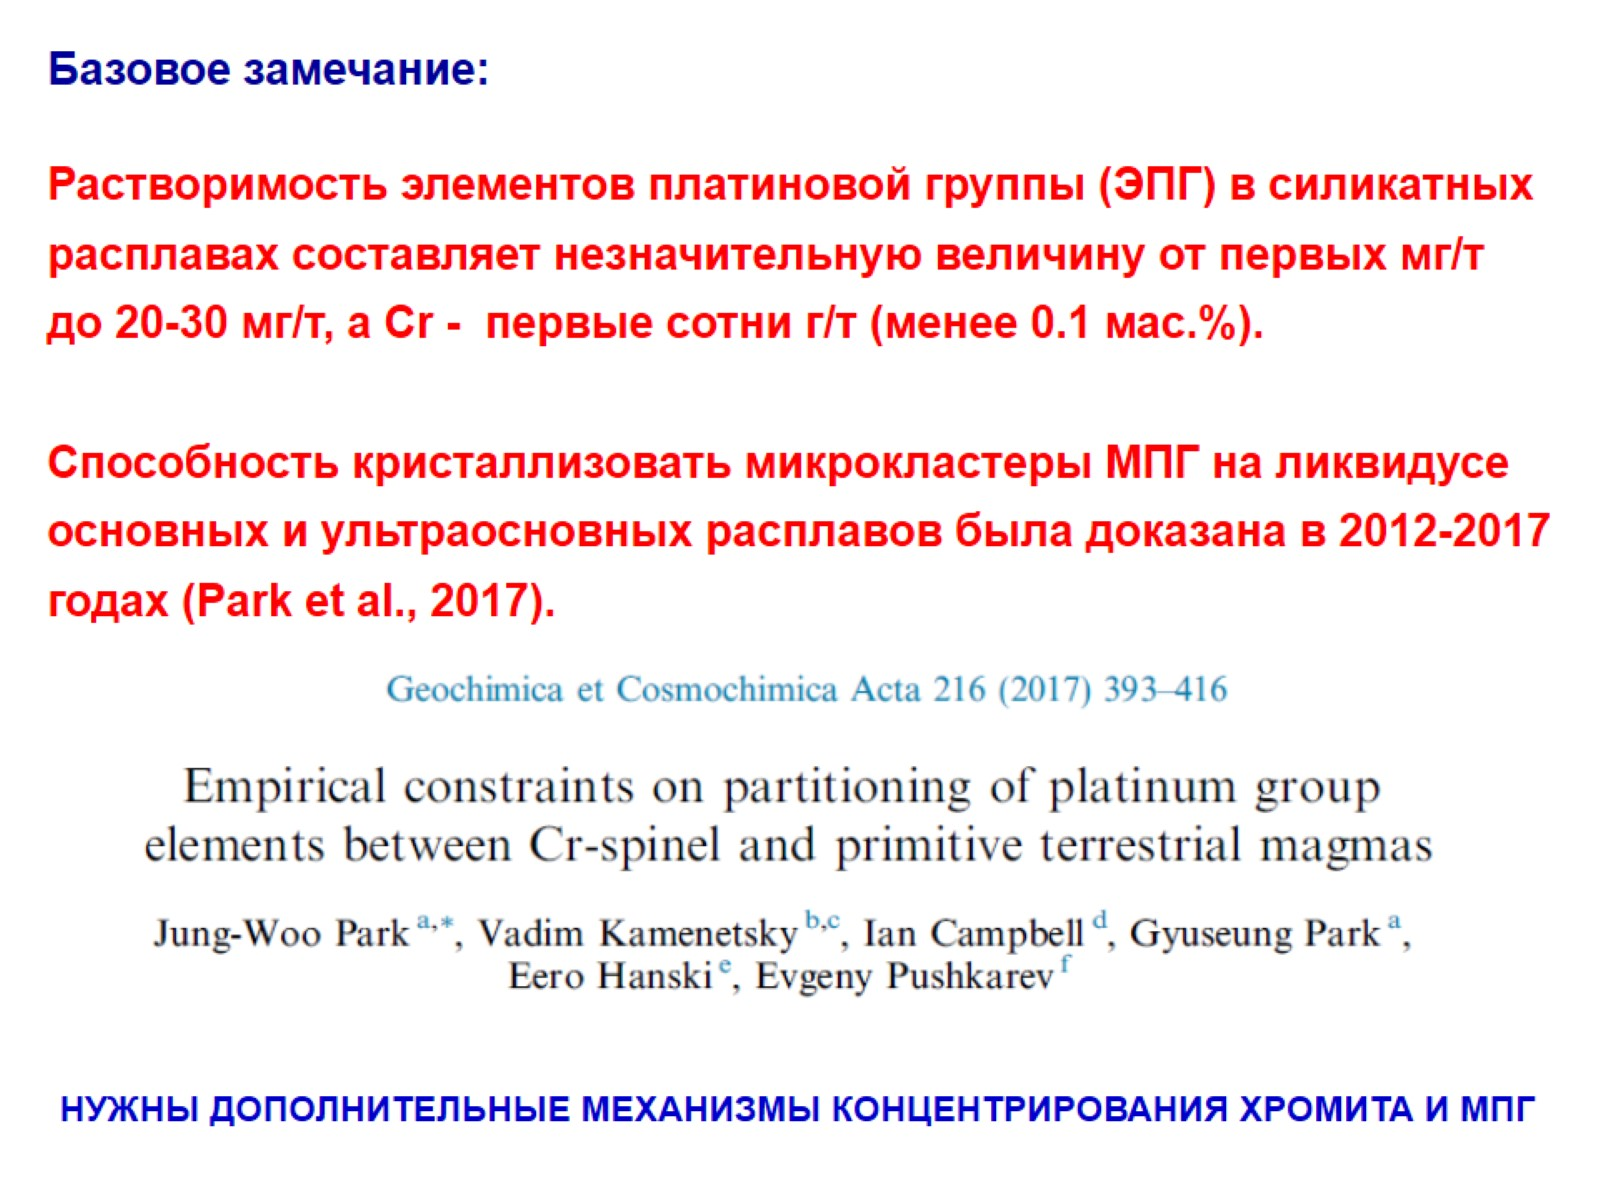 Базовое замечание:
Растворимость элементов платиновой группы (ЭПГ) в силикатных
расплавах составляет незначительную величину от первых мг/т
до 20-30 мг/т, а Cr - первые сотни г/т (менее 0.1 мас.%).
Способность кристаллизовать микрокластеры МПГ на ликвидусе
основных и ультраосновных расплавов была доказана в 2012-2017
годах (Park et al., 2017).
Geochimica et Cosmochimica Acta 216 (2017) 393–416
Empirical constraints on partitioning of platinum group
elements between Cr-spinel and primitive terrestrial magmas
Jung-Woo Park a,*, Vadim Kamenetsky b,c, Ian Campbell d, Gyuseung Park a,
Eero Hanski e, Evgeny Pushkarev f
НУЖНЫ ДОПОЛНИТЕЛЬНЫЕ МЕХАНИЗМЫ КОНЦЕНТРИРОВАНИЯ ХРОМИТА И МПГ